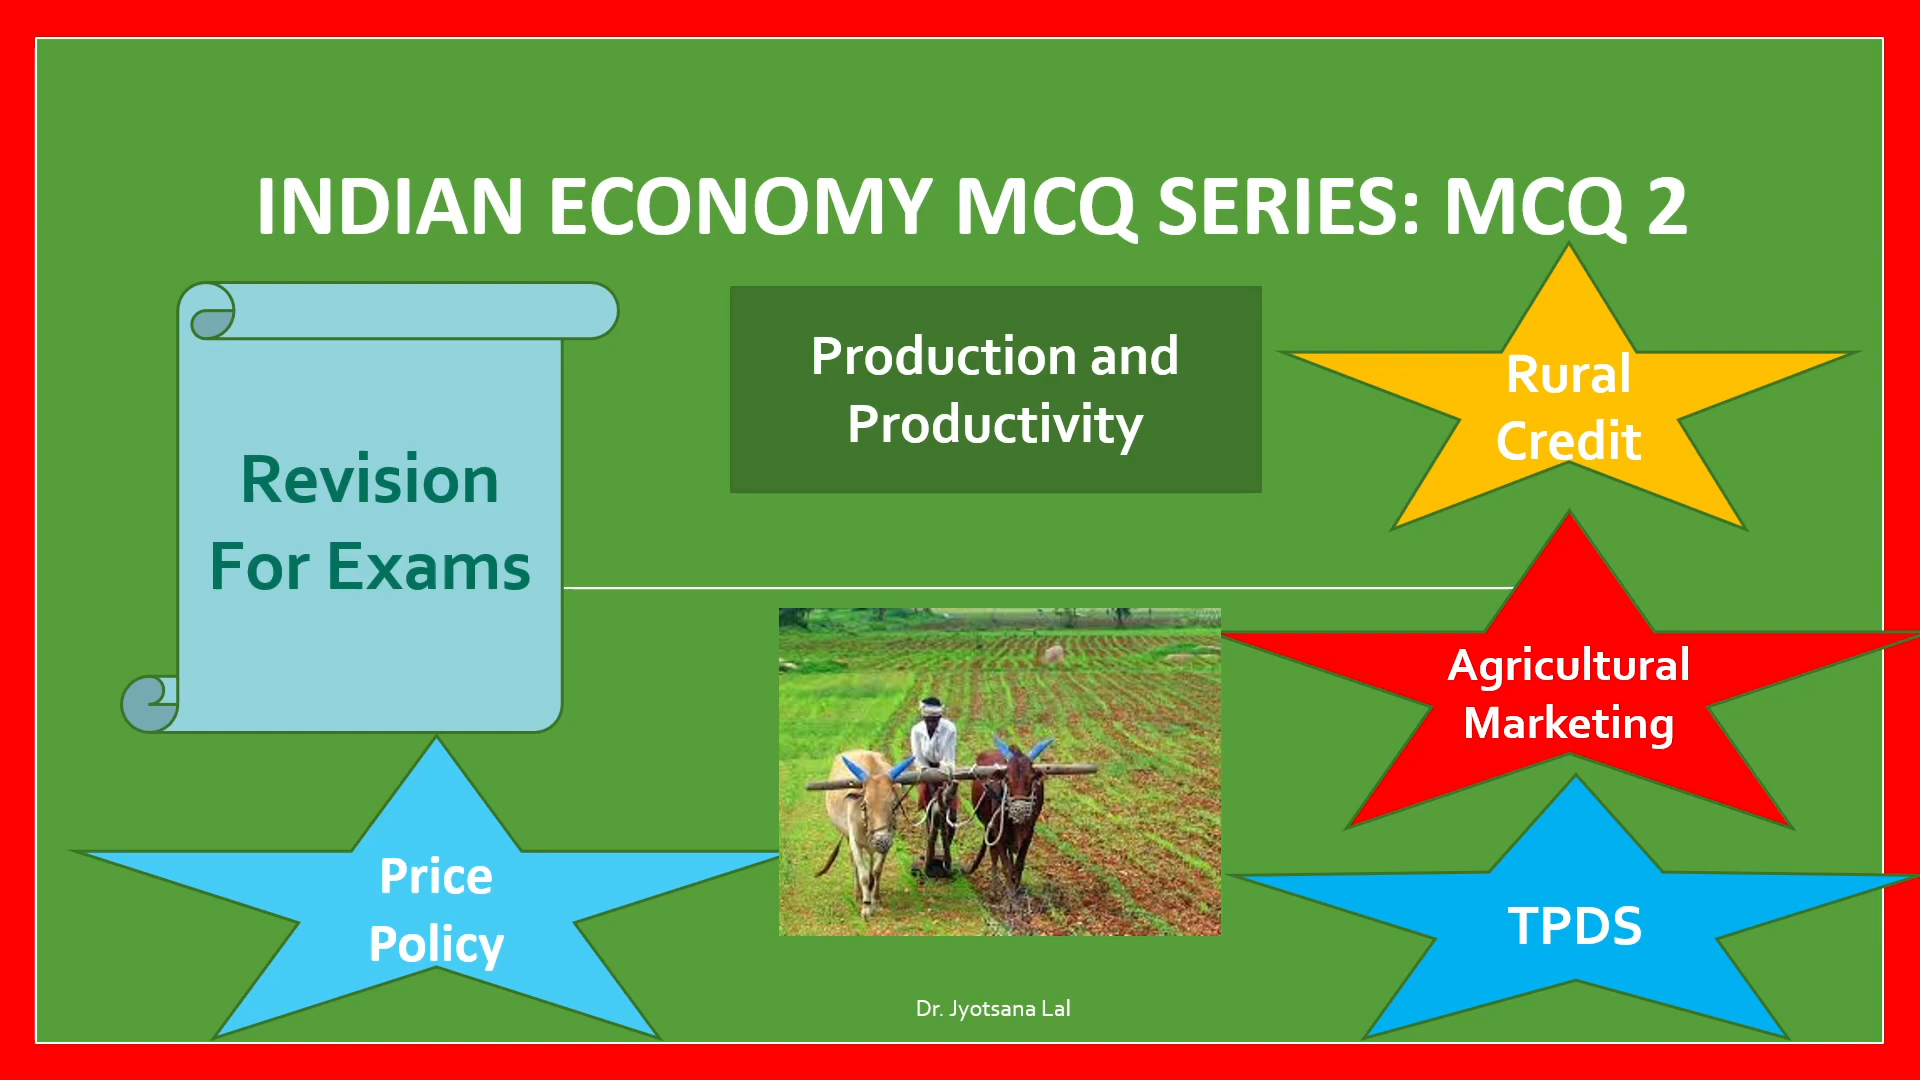 INDIAN ECONOMY MCQ SERIES: MCQ 2
Revision
For Exams
Production and
Productivity
Rural
Credit
Agricultural
Marketing
Price
Policy
TPDS
Dr. Jyotsana Lal